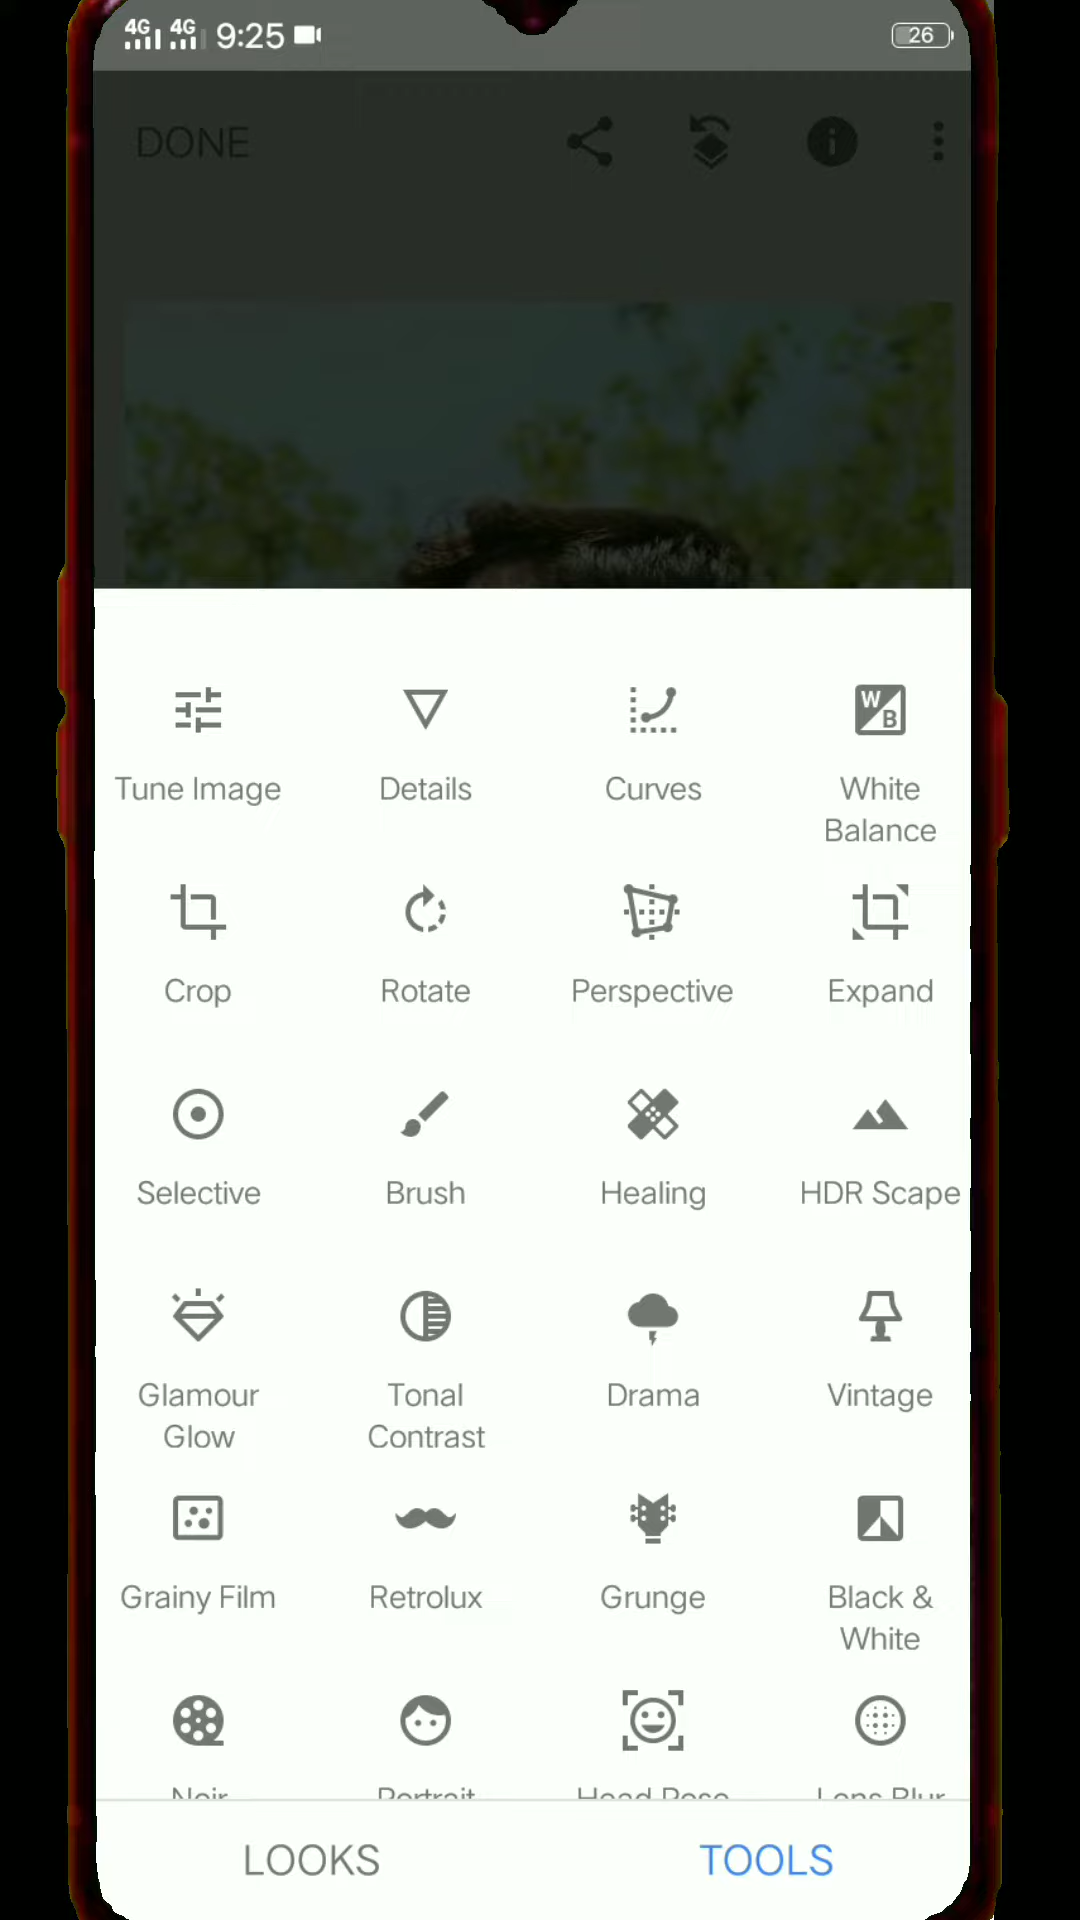 4G 4G 9:25 26
DONE
Tune Image Details Curves White
Balance
Crop Rotate Perspective Expand
Selective Brush Healing HDR Scape
Glamour Tonal Drama Vintage
Glow Contrast
Grainy Film Retrolux Grunge Black &
White
Noir Portrait Head Pose Lens Blur
LOOKS TOOLS